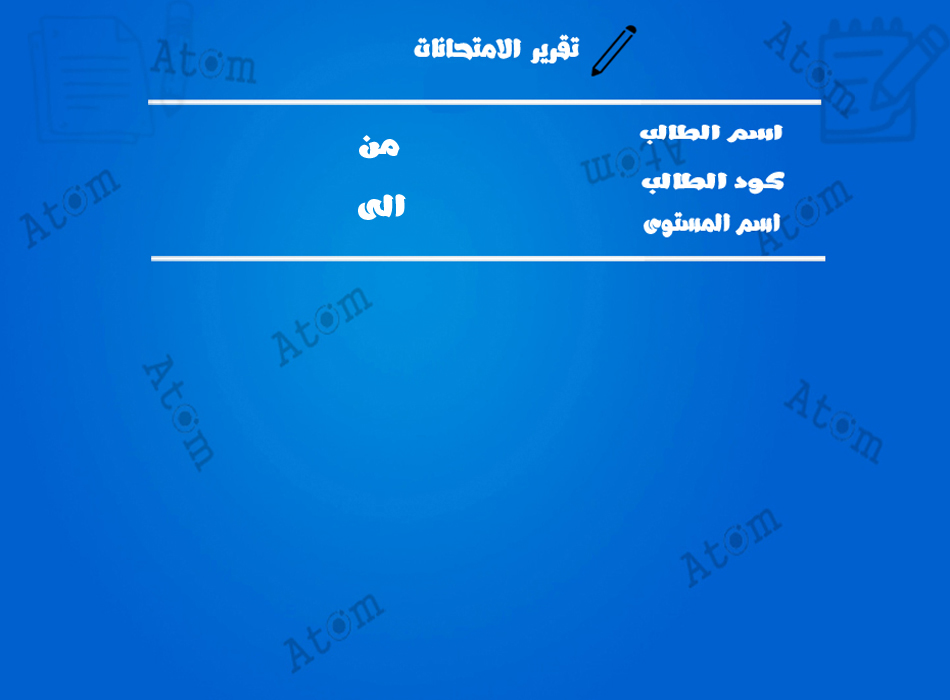 تقرير الامتحانات
اسم الطالب
من
كود الطالب
الى
اسم المستوى
Atom
Atom
Atom
Atom
Atom
Atom
Atom
Atom
Atom
Atom